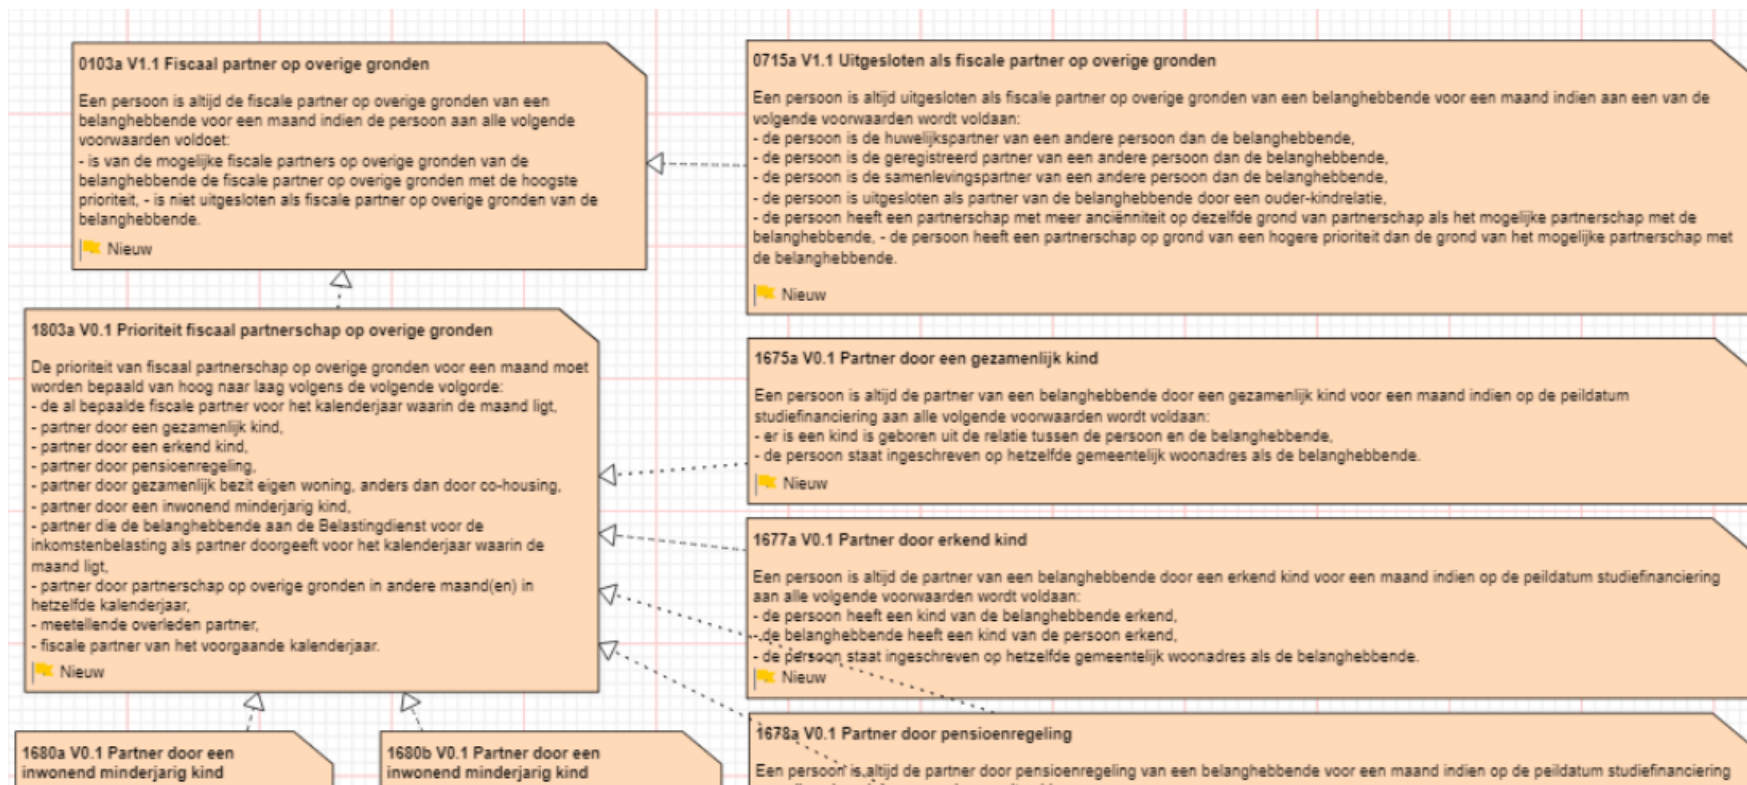 0103a V1.1 Fiscaal partner op overige gronden
Een persoon is altijd de fiscale partner op overige gronden van een
belanghebbende voor een maand indien de persoon aan alle volgende
voorwaarden voldoet:
- is van de mogelijke fiscale partners op overige gronden van de
belanghebbende de fiscale partner op overige gronden met de hoogste
prioriteit, - is niet uitgesloten als fiscale partner op overige gronden van de
belanghebbende.
Nieuw
0715a V1.1 Uitgesloten als fiscale partner op overige gronden
Een persoon is altijd uitgesloten als fiscale partner op overige gronden van een belanghebbende voor een maand indien aan een van de
volgende voorwaarden wordt voldaan:
- de persoon is de huwelijkspartner van een andere persoon dan de belanghebbende,
- de persoon is de geregistreerd partner van een andere persoon dan de belanghebbende,
- de persoon is de samenlevingspartner van een andere persoon dan de belanghebbende,
- de persoon is uitgesloten als partner van de belanghebbende door een ouder-kindrelatie,
- de persoon heeft een partnerschap met meer anciënniteit op dezelfde grond van partnerschap als het mogelijke partnerschap met de
belanghebbende, - de persoon heeft een partnerschap op grond van een hogere prioriteit dan de grond van het mogelijke partnerschap met
de belanghebbende.
Nieuw
1803a V0.1 Prioriteit fiscaal partnerschap op overige gronden
De prioriteit van fiscaal partnerschap op overige gronden voor een maand moet
worden bepaald van hoog naar laag volgens de volgende volgorde:
- de al bepaalde fiscale partner voor het kalenderjaar waarin de maand ligt,
- partner door een gezamenlijk kind,
- partner door een erkend kind,
- partner door pensioenregeling,
- partner door gezamenlijk bezit eigen woning, anders dan door co-housing,
- partner door een inwonend minderjarig kind,
- partner die de belanghebbende aan de Belastingdienst voor de
inkomstenbelasting als partner doorgeeft voor het kalenderjaar waarin de
maand ligt,
- partner door partnerschap op overige gronden in andere maand(en) in
hetzelfde kalenderjaar,
- meetellende overleden partner,
- fiscale partner van het voorgaande kalenderjaar.
Nieuw
1675a V0.1 Partner door een gezamenlijk kind
Een persoon is altijd de partner van een belanghebbende door een gezamenlijk kind voor een maand indien op de peildatum
studiefinanciering aan alle volgende voorwaarden wordt voldaan:
- er is een kind is geboren uit de relatie tussen de persoon en de belanghebbende,
- de persoon staat ingeschreven op hetzelfde gemeentelijk woonadres als de belanghebbende.
Nieuw
1677a V0.1 Partner door erkend kind
Een persoon is altijd de partner van een belanghebbende door een erkend kind voor een maand indien op de peildatum studiefinanciering
aan alle volgende voorwaarden wordt voldaan:
- de persoon heeft een kind van de belanghebbende erkend,
- de belanghebbende heeft een kind van de persoon erkend,
- de persoon staat ingeschreven op hetzelfde gemeentelijk woonadres als de belanghebbende.
Nieuw
1680a V0.1 Partner door een
inwonend minderjarig kind
1680b V0.1 Partner door een
inwonend minderjarig kind
1678a V0.1 Partner door pensioenregeling
Een persoon is altijd de partner door pensioenregeling van een belanghebbende voor een maand indien op de peildatum studiefinanciering